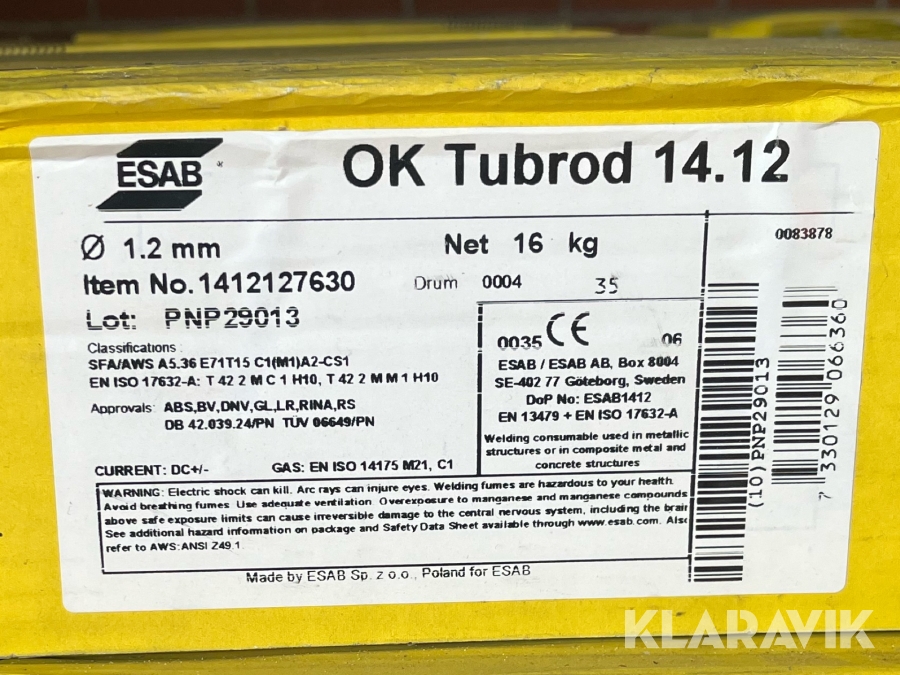 ESAB
OK Tubrod 14.12
Ø 1.2 mm
Net 16 kg
0083878
Item No. 1412127630
Drum 0004 35
Lot: PNP29013
0035 CE 06
Classifications:
SFA/AWS A5.36 E71T15 C1(M1)A2-CS1
EN ISO 17632-A: T 42 2 M C 1 H10, T 42 2 M M 1 H10
ESAB / ESAB AB, Box 8004
SE-402 77 Göteborg, Sweden
DoP No: ESAB1412
EN 13479 + EN ISO 17632-A
Approvals: ABS,BV,DNV,GL,LR,RINA,RS
DB 42.039.24/PN TÜV 06649/PN
Welding consumable used in metallic
structures or in composite metal and
concrete structures
CURRENT: DC+/-
GAS: EN ISO 14175 M21, C1
WARNING: Electric shock can kill. Arc rays can injure eyes. Welding fumes are hazardous to your health.
Avoid breathing fumes. Use adequate ventilation. Overexposure to manganese and manganese compounds
above safe exposure limits can cause irreversible damage to the central nervous system, including the brain
See additional hazard information on package and Safety Data Sheet available through www.esab.com. Also
refer to AWS:ANSI Z49.1.
Made by ESAB Sp. z o.o., Poland for ESAB
(10)PNP29013
7 330129 066360
KLARAVIK